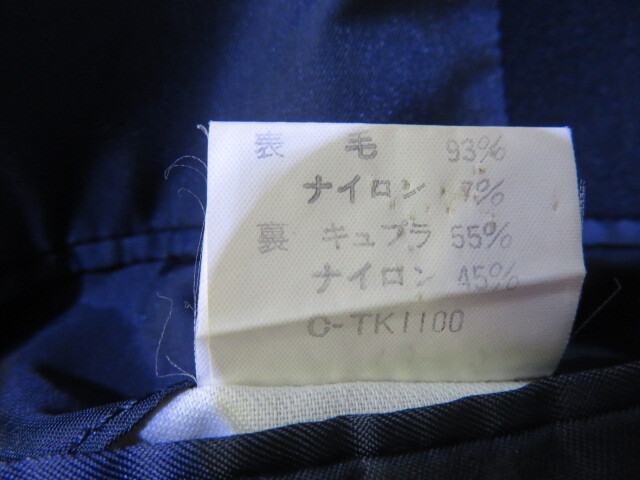 表 毛 93%
ナイロン 7%
裏 キュプラ 55%
ナイロン 45%
C-TK1100